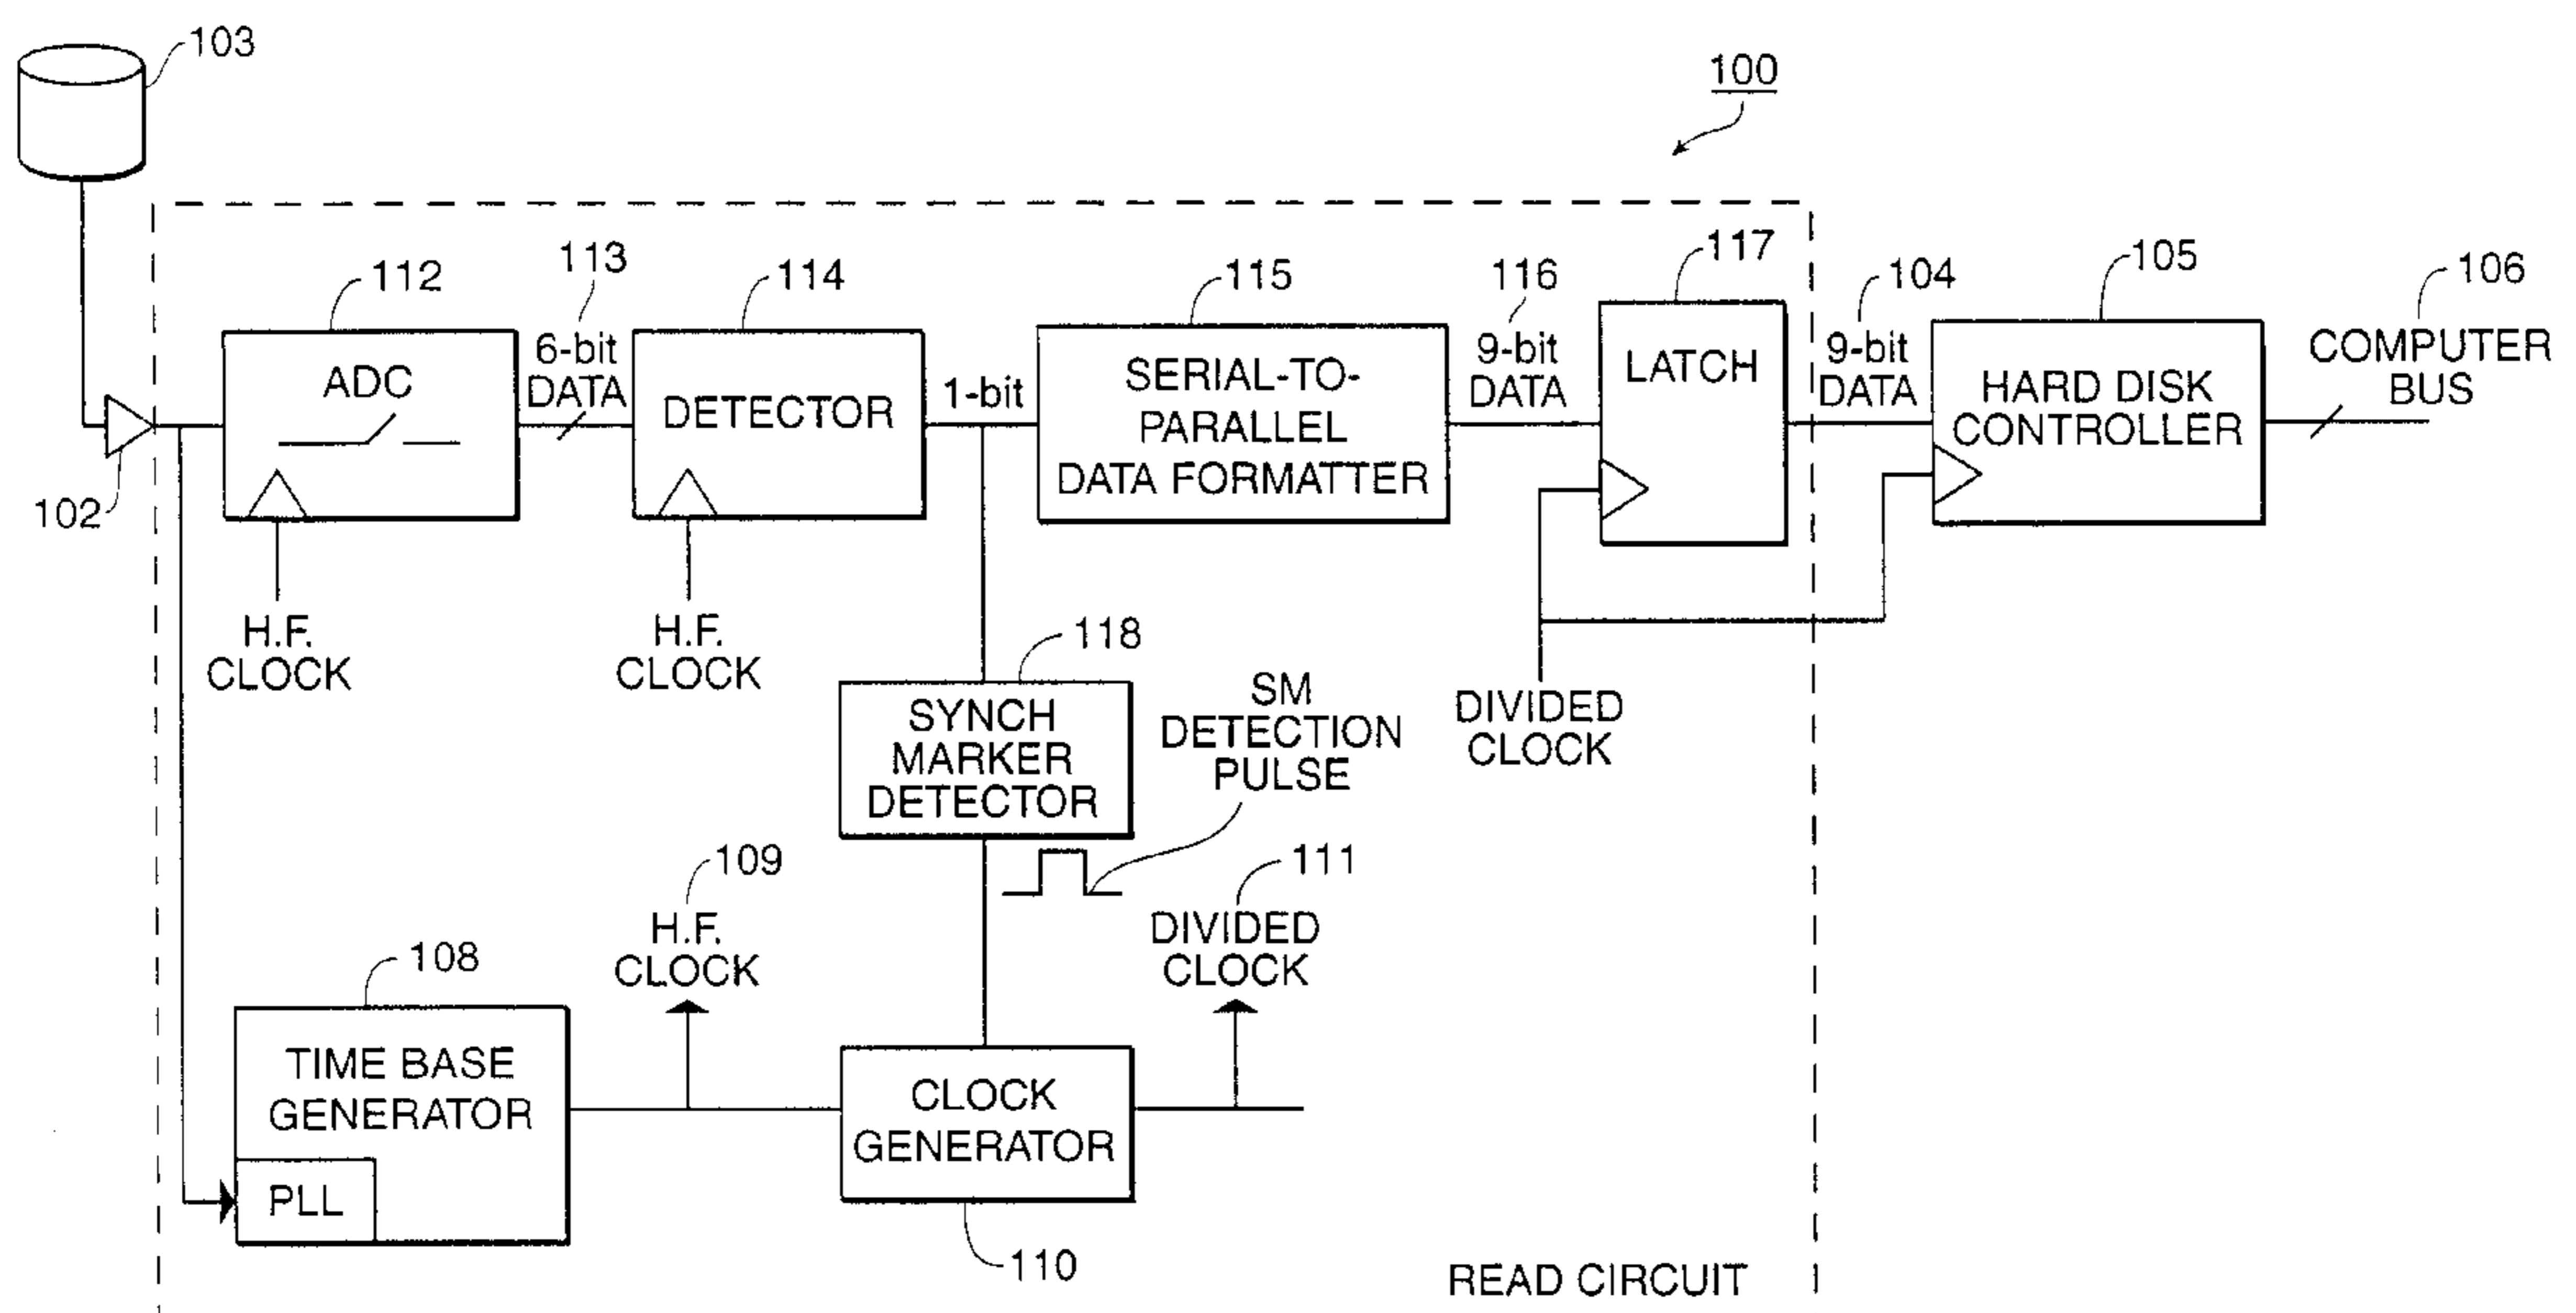 103
100
113
112
114
115
116
117
104
105
106
6-bit
DATA
ADC
DETECTOR
1-bit
SERIAL-TO-
PARALLEL
DATA FORMATTER
9-bit
DATA
LATCH
9-bit
DATA
HARD DISK
CONTROLLER
COMPUTER
BUS
102
H.F.
CLOCK
H.F.
CLOCK
118
SYNCH
MARKER
DETECTOR
SM
DETECTION
PULSE
DIVIDED
CLOCK
109
H.F.
CLOCK
111
DIVIDED
CLOCK
108
TIME BASE
GENERATOR
PLL
CLOCK
GENERATOR
110
READ CIRCUIT